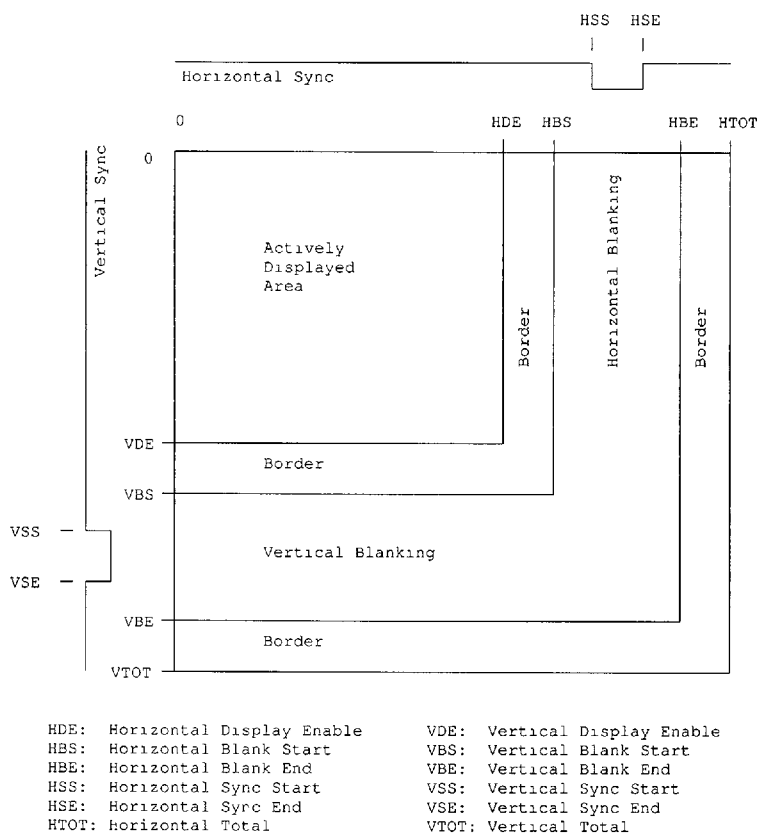 HSS HSE
Horizontal Sync
0 HDE HBS HBE HTOT
0
Vertical Sync
Horizontal Blanking
Actively
Displayed
Area
Border
Border
VDE
Border
VBS
VSS
Vertical Blanking
VSE
VBE
Border
VTOT
HDE: Horizontal Display Enable
HBS: Horizontal Blank Start
HBE: Horizontal Blank End
HSS: Horizontal Sync Start
HSE: Horizontal Sync End
HTOT: Horizontal Total
VDE: Vertical Display Enable
VBS: Vertical Blank Start
VBE: Vertical Blank End
VSS: Vertical Sync Start
VSE: Vertical Sync End
VTOT: Vertical Total